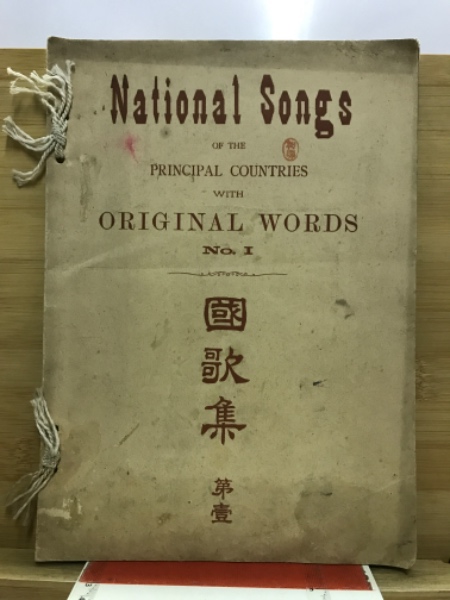 National Songs
OF THE
PRINCIPAL COUNTRIES
WITH
ORIGINAL WORDS
No. I
國歌集
第壹